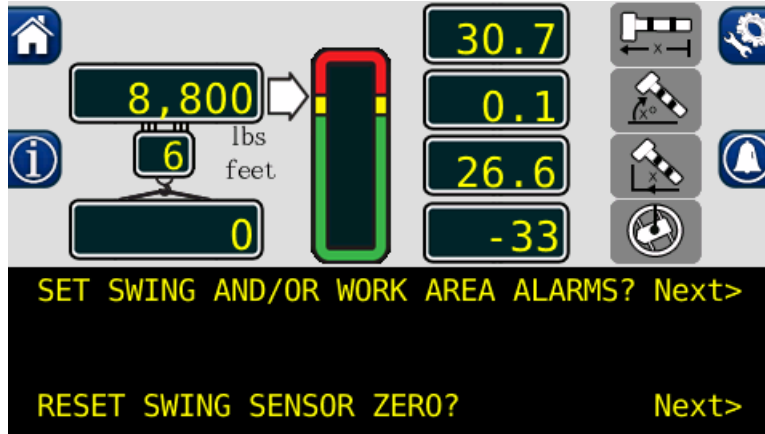 30.7
8,800
0.1
6
lbs
feet
26.6
0
-33
SET SWING AND/OR WORK AREA ALARMS? Next>
RESET SWING SENSOR ZERO? Next>
x
x°
x
i